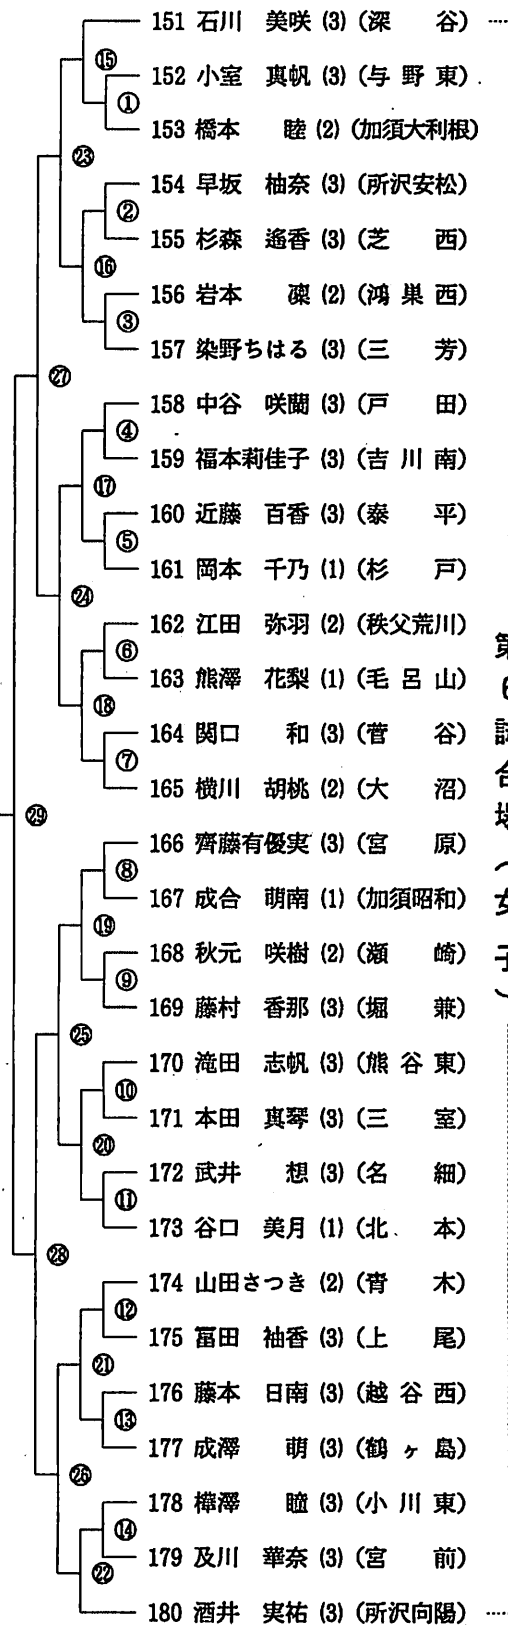 151 石川 美咲 (3) (深 谷)
⑮
152 小室 真帆 (3) (与野東)
①
153 橋本 睦 (2) (加須大利根)
㉓
154 早坂 柚奈 (3) (所沢安松)
②
155 杉森 遙香 (3) (芝 西)
⑯
156 岩本 凜 (2) (鴻巣西)
③
157 染野ちはる (3) (三 芳)
㉗
158 中谷 咲蘭 (3) (戸 田)
④
159 福本莉佳子 (3) (吉川南)
⑰
160 近藤 百香 (3) (泰 平)
⑤
161 岡本 千乃 (1) (杉 戸)
㉔
162 江田 弥羽 (2) (秩父荒川)
⑥
163 熊澤 花梨 (1) (毛呂山)
⑱
164 関口 和 (3) (菅 谷)
⑦
165 横川 胡桃 (2) (大 沼)
㉙
166 齊藤有優実 (3) (宮 原)
⑧
167 成合 萌南 (1) (加須昭和)
⑲
168 秋元 咲樹 (2) (瀬 崎)
⑨
169 藤村 香那 (3) (堀 兼)
㉕
170 滝田 志帆 (3) (熊谷東)
⑩
171 本田 真琴 (3) (三 室)
⑳
172 武井 想 (3) (名 細)
⑪
173 谷口 美月 (1) (北 本)
㉘
174 山田さつき (2) (青 木)
⑫
175 冨田 袖香 (3) (上 尾)
㉑
176 藤本 日南 (3) (越谷西)
⑬
177 成澤 萌 (3) (鶴ヶ島)
㉖
178 樺澤 瞳 (3) (小川東)
⑭
179 及川 華奈 (3) (宮 前)
㉒
180 酒井 実祐 (3) (所沢向陽)
第6試合場(女子)